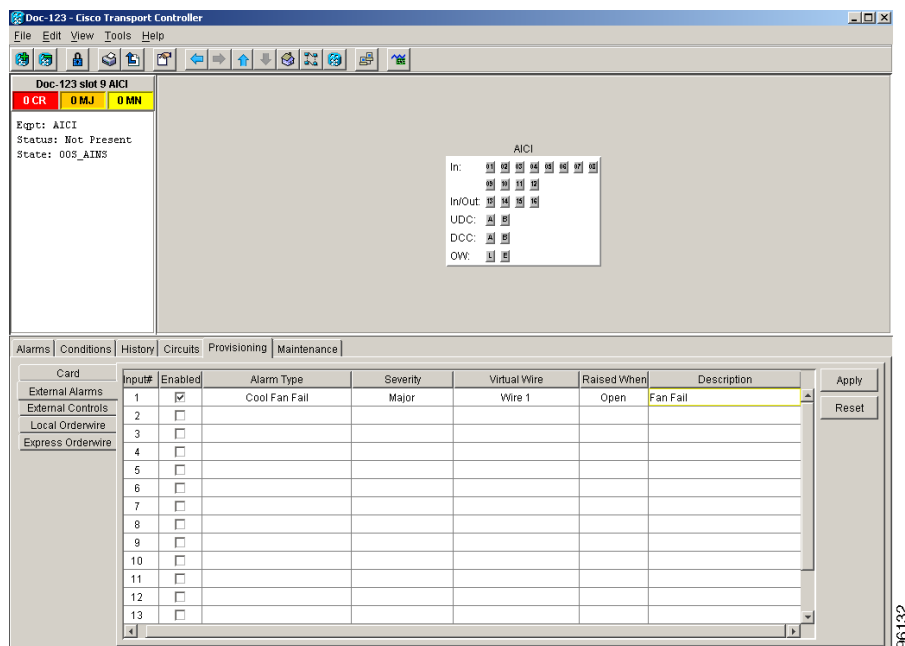 Doc-123 - Cisco Transport Controller
File Edit View Tools Help
Doc-123 slot 9 AICI
0 CR 0 MJ 0 MN
Eqpt: AICI
Status: Not Present
State: OOS_AINS
AICI
In: 01 02 03 04 05 06 07 08
09 10 11 12
In/Out: 13 14 15 16
UDC: A B
DCC: A B
OW: L E
Alarms Conditions History Circuits Provisioning Maintenance
Card
External Alarms
External Controls
Local Orderwire
Express Orderwire
Input# Enabled Alarm Type Severity Virtual Wire Raised When Description
1 Cool Fan Fail Major Wire 1 Open Fan Fail
2
3
4
5
6
7
8
9
10
11
12
13
Apply
Reset
96132